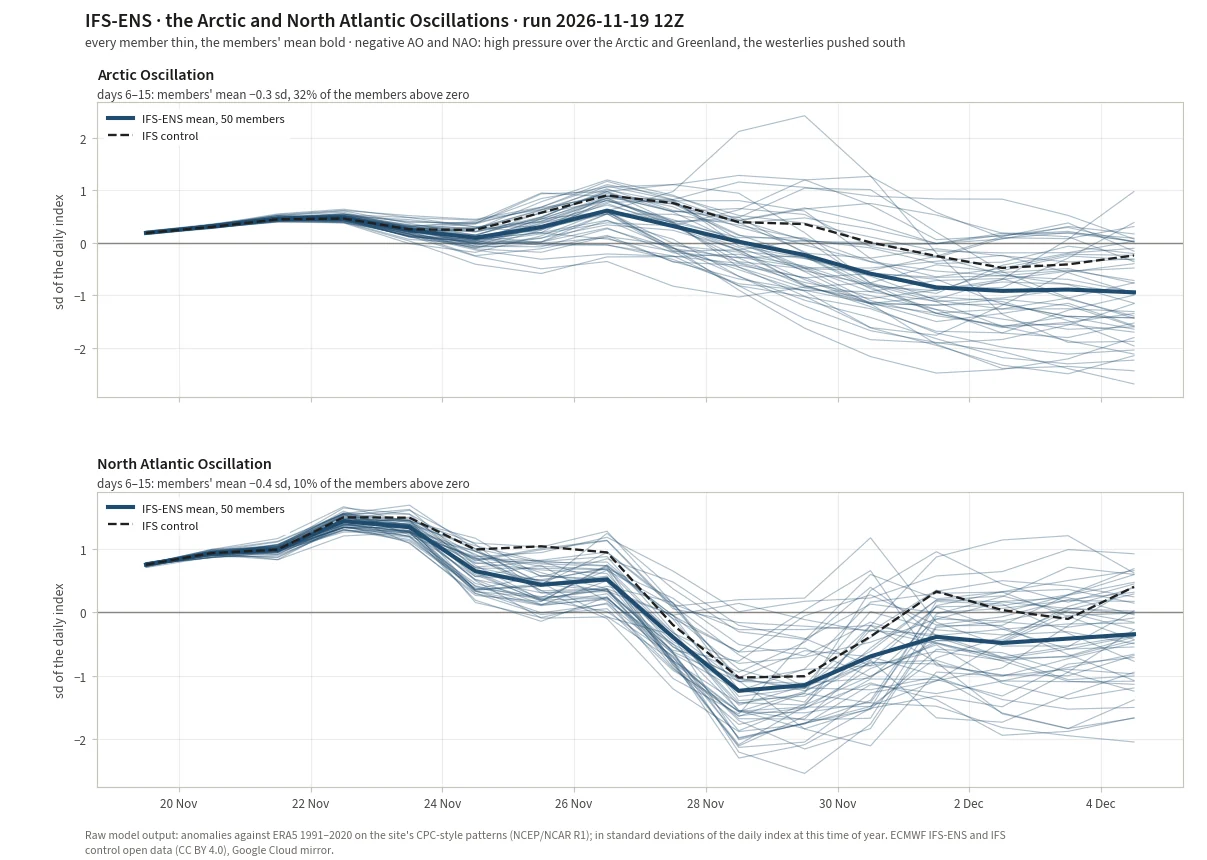 IFS-ENS · the Arctic and North Atlantic Oscillations · run 2026-11-19 12Z
every member thin, the members' mean bold · negative AO and NAO: high pressure over the Arctic and Greenland, the westerlies pushed south
Arctic Oscillation
days 6–15: members' mean −0.3 sd, 32% of the members above zero
IFS-ENS mean, 50 members
IFS control
2
1
0
−1
−2
sd of the daily index
North Atlantic Oscillation
days 6–15: members' mean −0.4 sd, 10% of the members above zero
IFS-ENS mean, 50 members
IFS control
1
0
−1
−2
sd of the daily index
20 Nov 22 Nov 24 Nov 26 Nov 28 Nov 30 Nov 2 Dec 4 Dec
Raw model output: anomalies against ERA5 1991–2020 on the site's CPC-style patterns (NCEP/NCAR R1); in standard deviations of the daily index at this time of year. ECMWF IFS-ENS and IFS
control open data (CC BY 4.0), Google Cloud mirror.